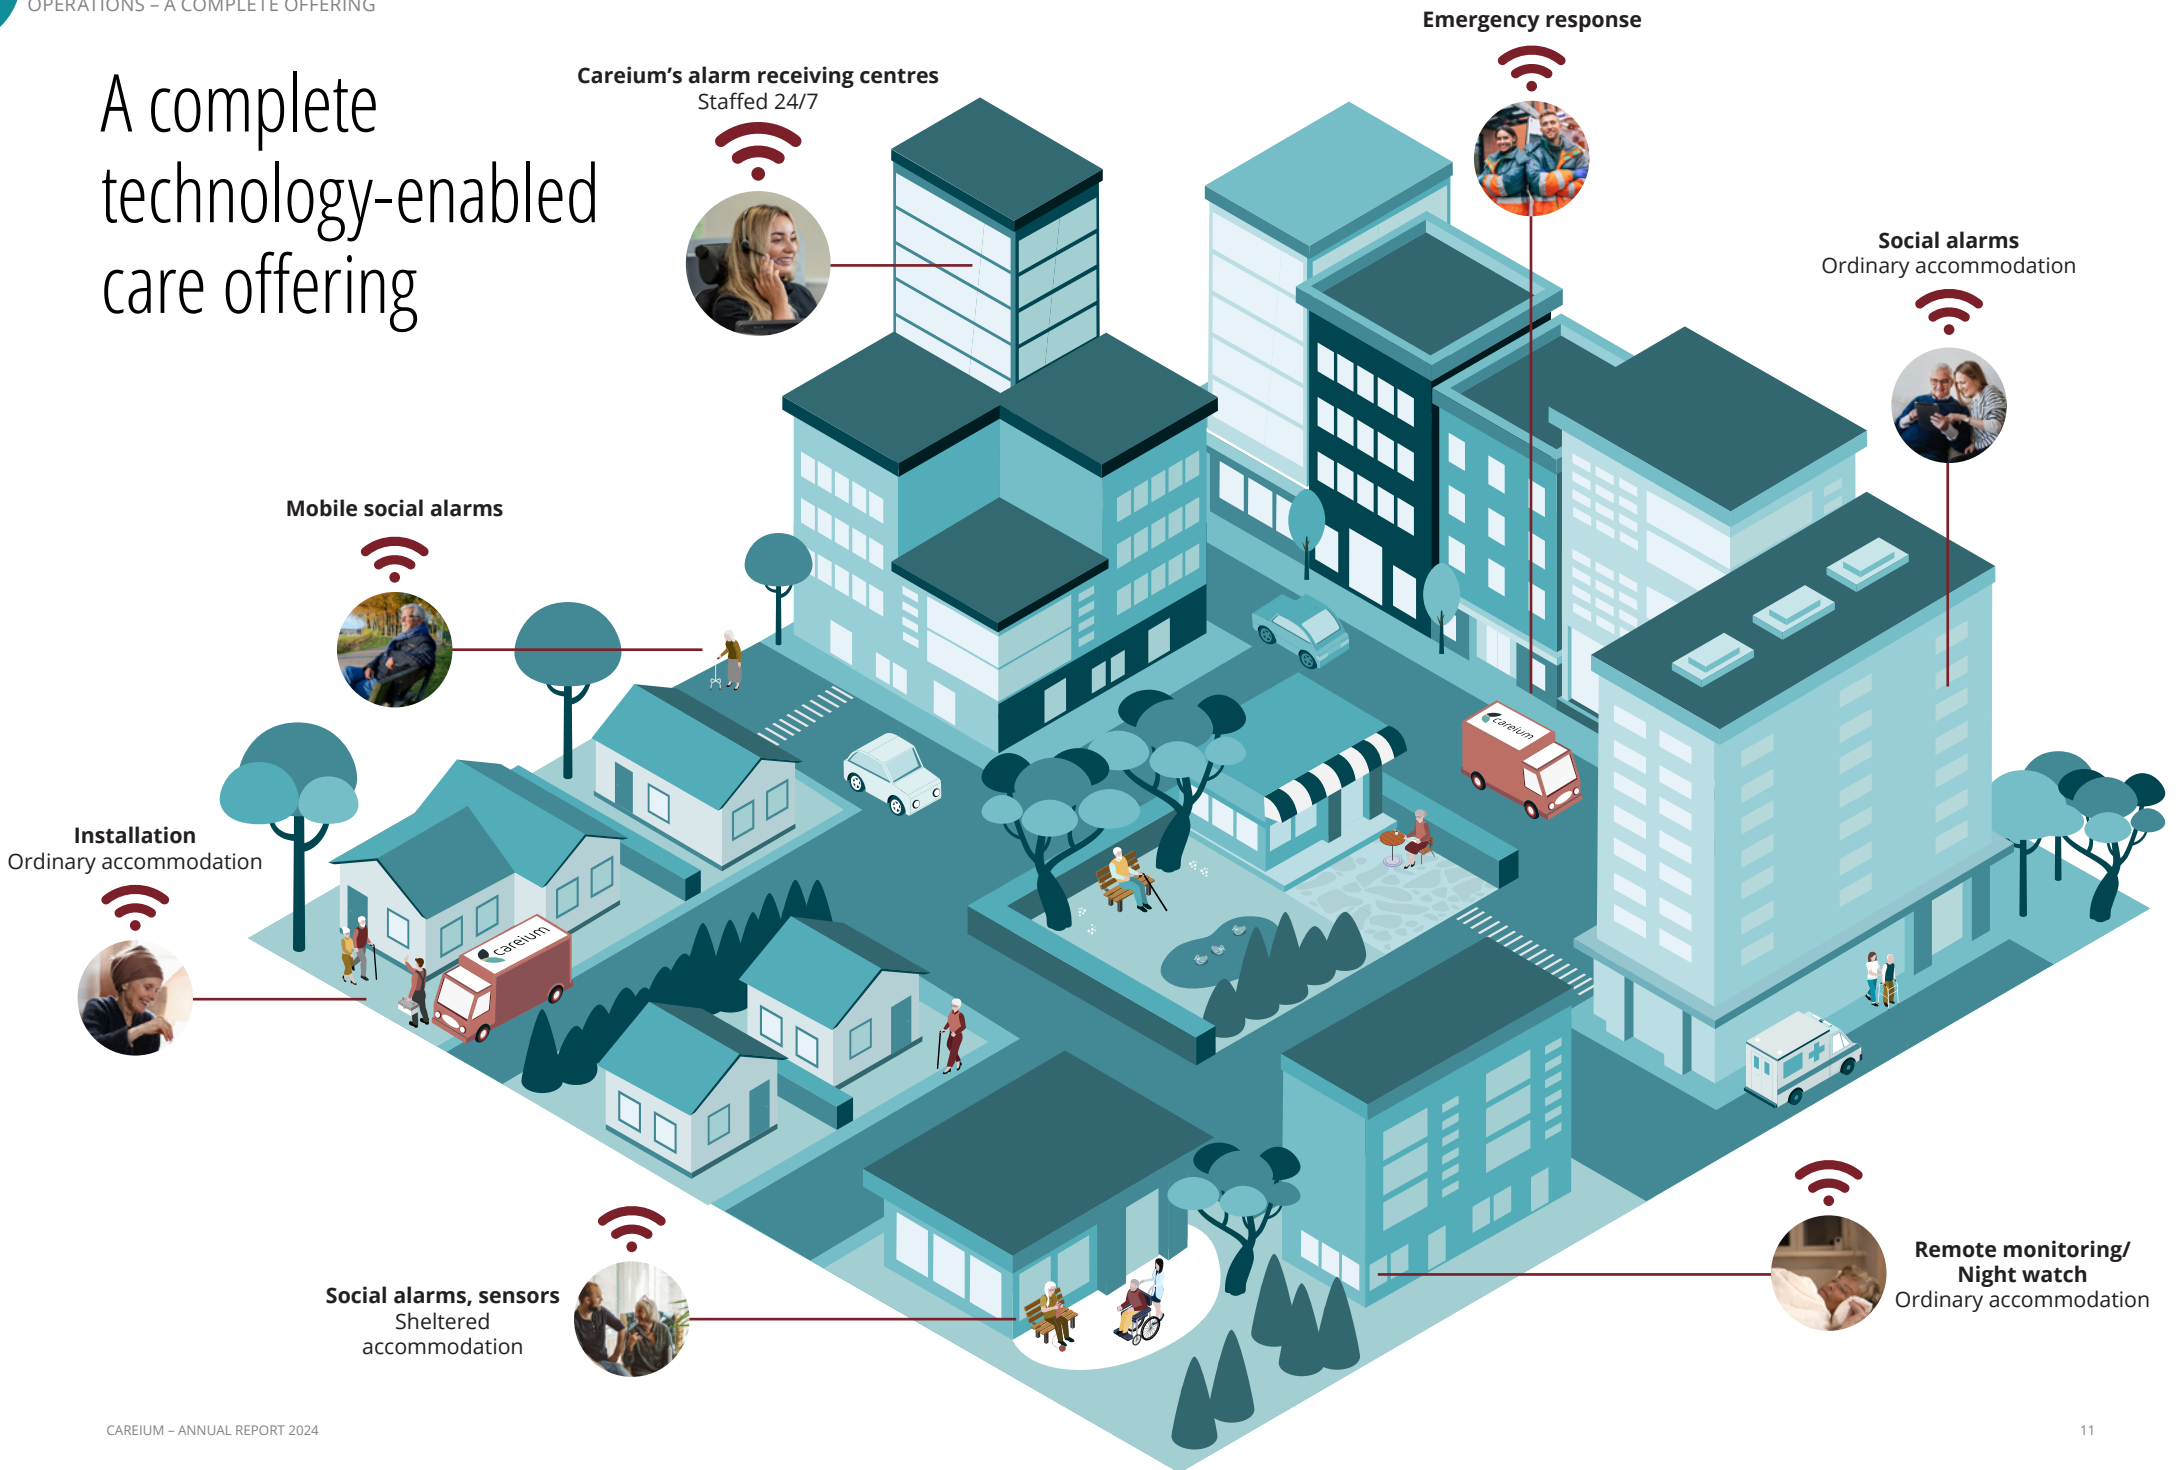 OPERATIONS – A COMPLETE OFFERING
A complete
technology-enabled
care offering
Careium’s alarm receiving centres
Staffed 24/7
Emergency response
Social alarms
Ordinary accommodation
Mobile social alarms
careium
Installation
Ordinary accommodation
careium
Remote monitoring/
Night watch
Ordinary accommodation
Social alarms, sensors
Sheltered
accommodation
CAREIUM – ANNUAL REPORT 2024
11